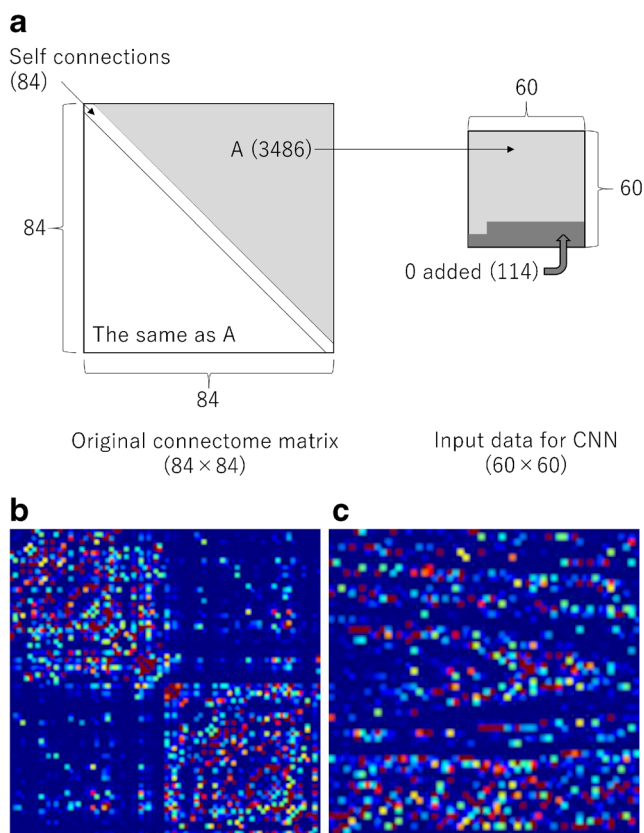 a
Self connections
(84)
60
A (3486)
60
84
0 added (114)
The same as A
84
Original connectome matrix
(84×84)
Input data for CNN
(60×60)
b
c